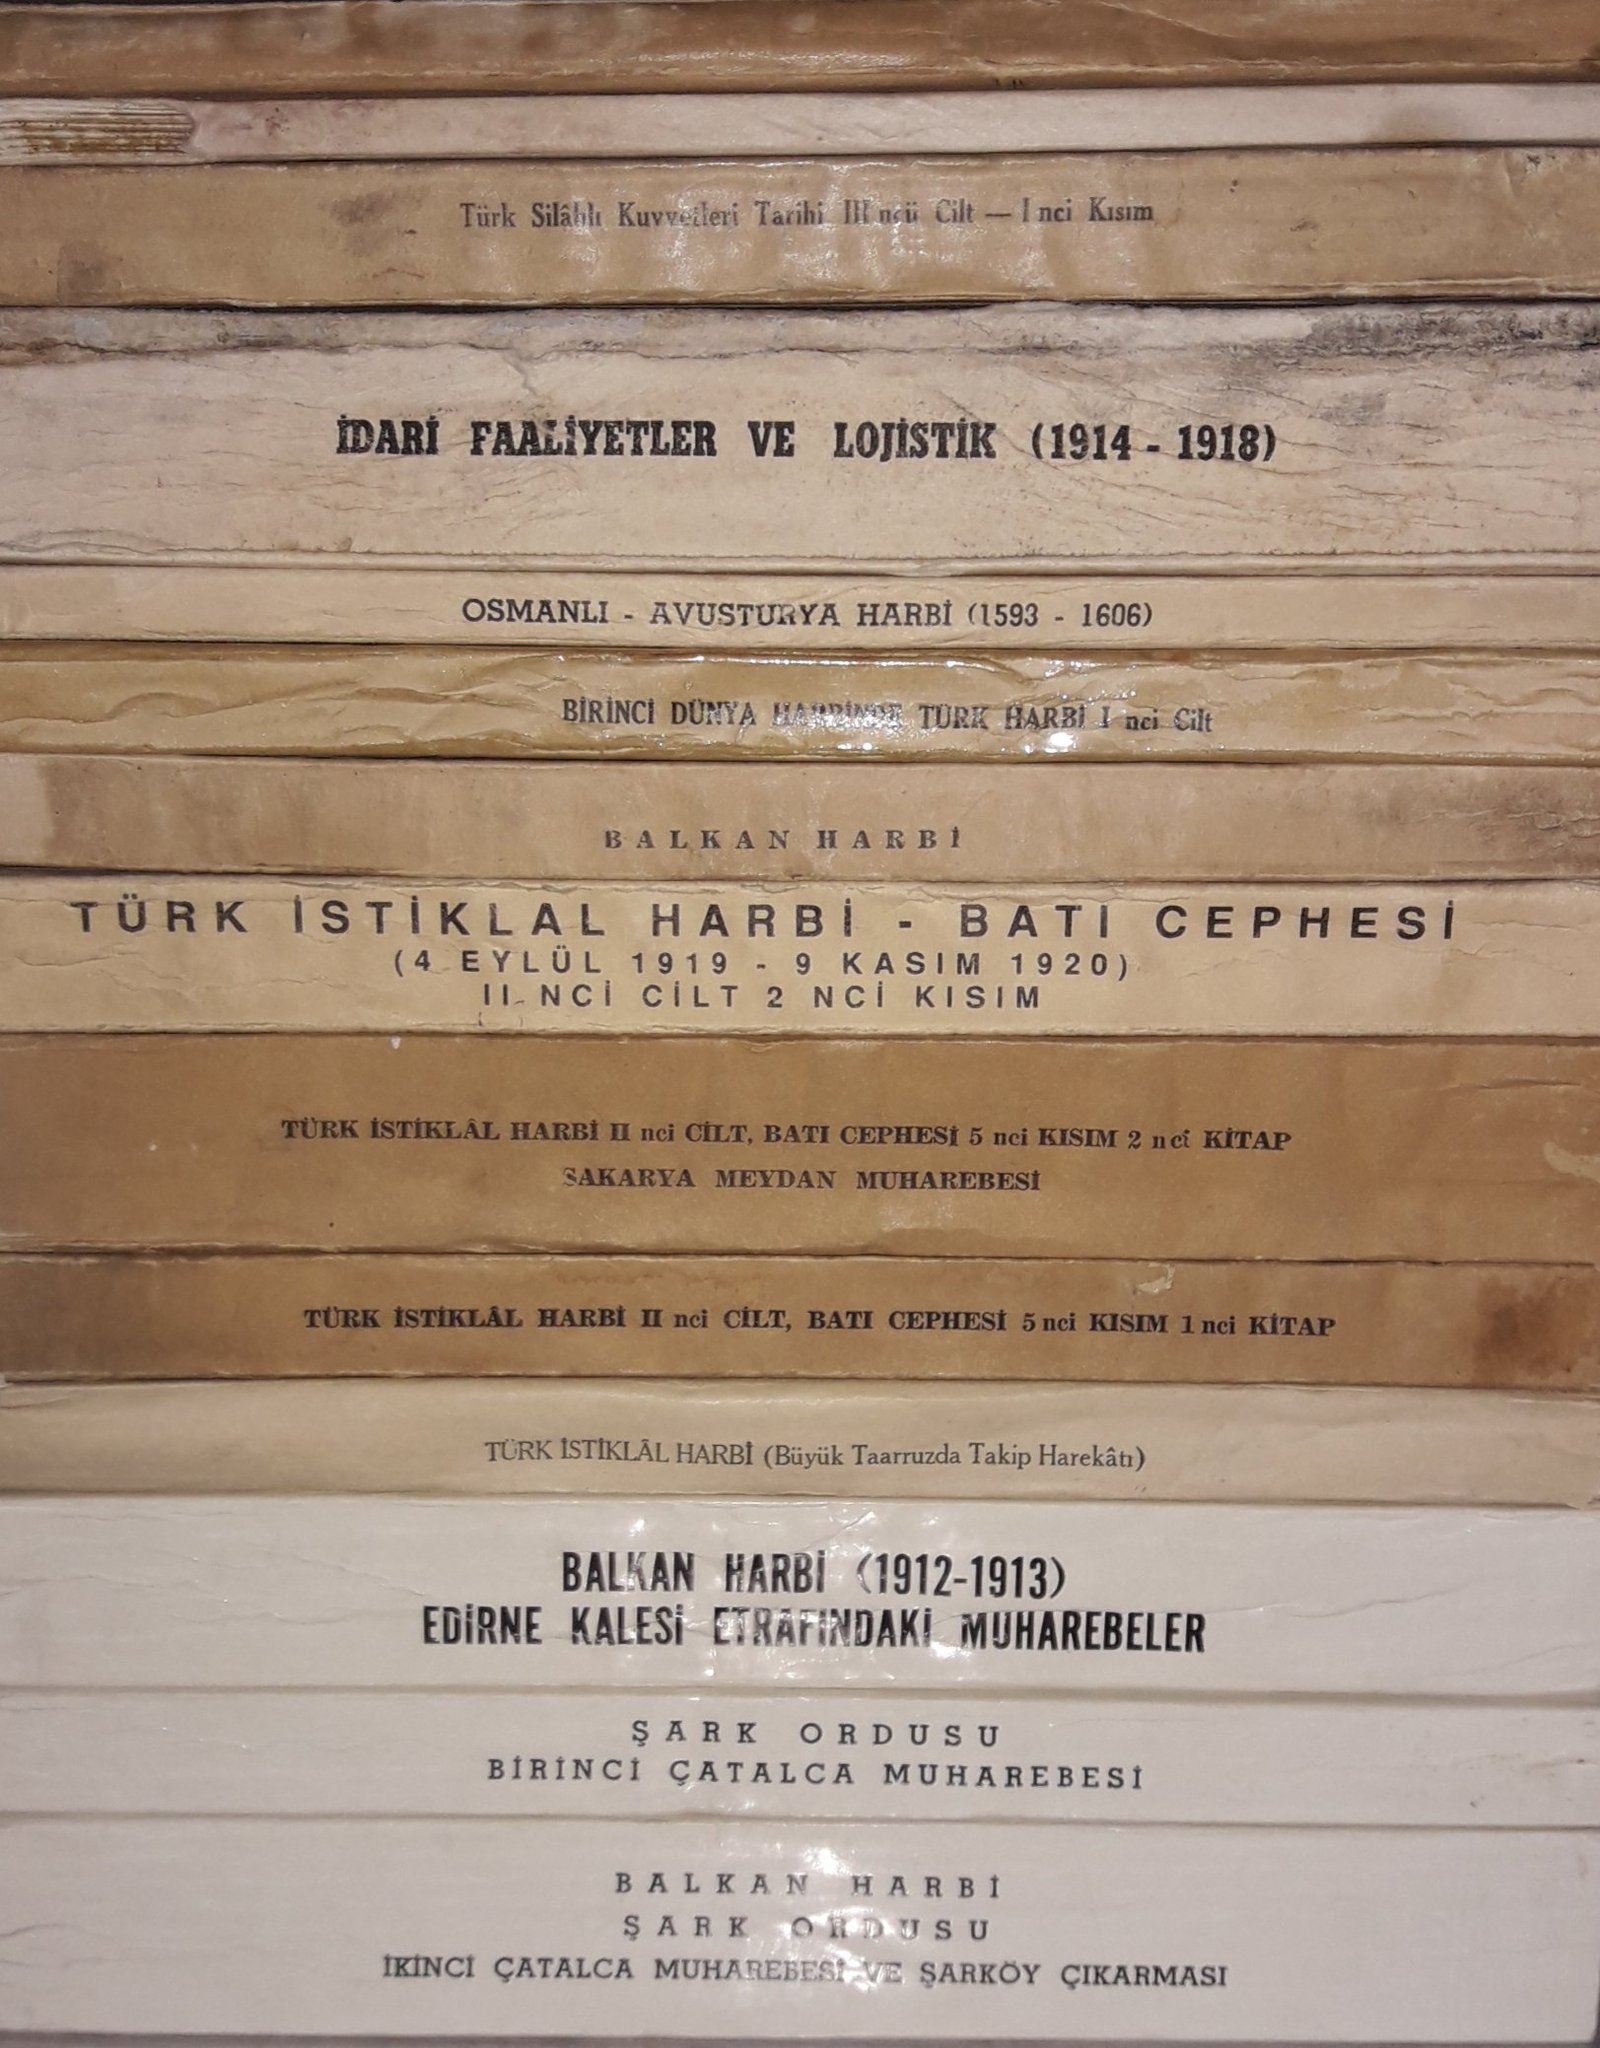 Türk Silâhlı Kuvvetleri Tarihi III ncü Cilt — I nci Kısım
İDARİ FAALİYETLER VE LOJİSTİK (1914 - 1918)
OSMANLI - AVUSTURYA HARBİ (1593 - 1606)
BİRİNCİ DÜNYA HARBİNDE TÜRK HARBİ I nci Cilt
BALKAN HARBİ
TÜRK İSTİKLAL HARBİ - BATI CEPHESİ
(4 EYLÜL 1919 - 9 KASIM 1920)
II NCİ CİLT 2 NCİ KISIM
TÜRK İSTİKLÂL HARBİ II nci CİLT, BATI CEPHESİ 5 nci KISIM 2 nci KİTAP
SAKARYA MEYDAN MUHAREBESİ
TÜRK İSTİKLÂL HARBİ II nci CİLT, BATI CEPHESİ 5 nci KISIM 1 nci KİTAP
TÜRK İSTİKLÂL HARBİ (Büyük Taarruzda Takip Harekâtı)
BALKAN HARBİ (1912-1913)
EDİRNE KALESİ ETRAFINDAKİ MUHAREBELER
ŞARK ORDUSU
BİRİNCİ ÇATALCA MUHAREBESİ
BALKAN HARBİ
ŞARK ORDUSU
İKİNCİ ÇATALCA MUHAREBESİ VE ŞARKÖY ÇIKARMASI